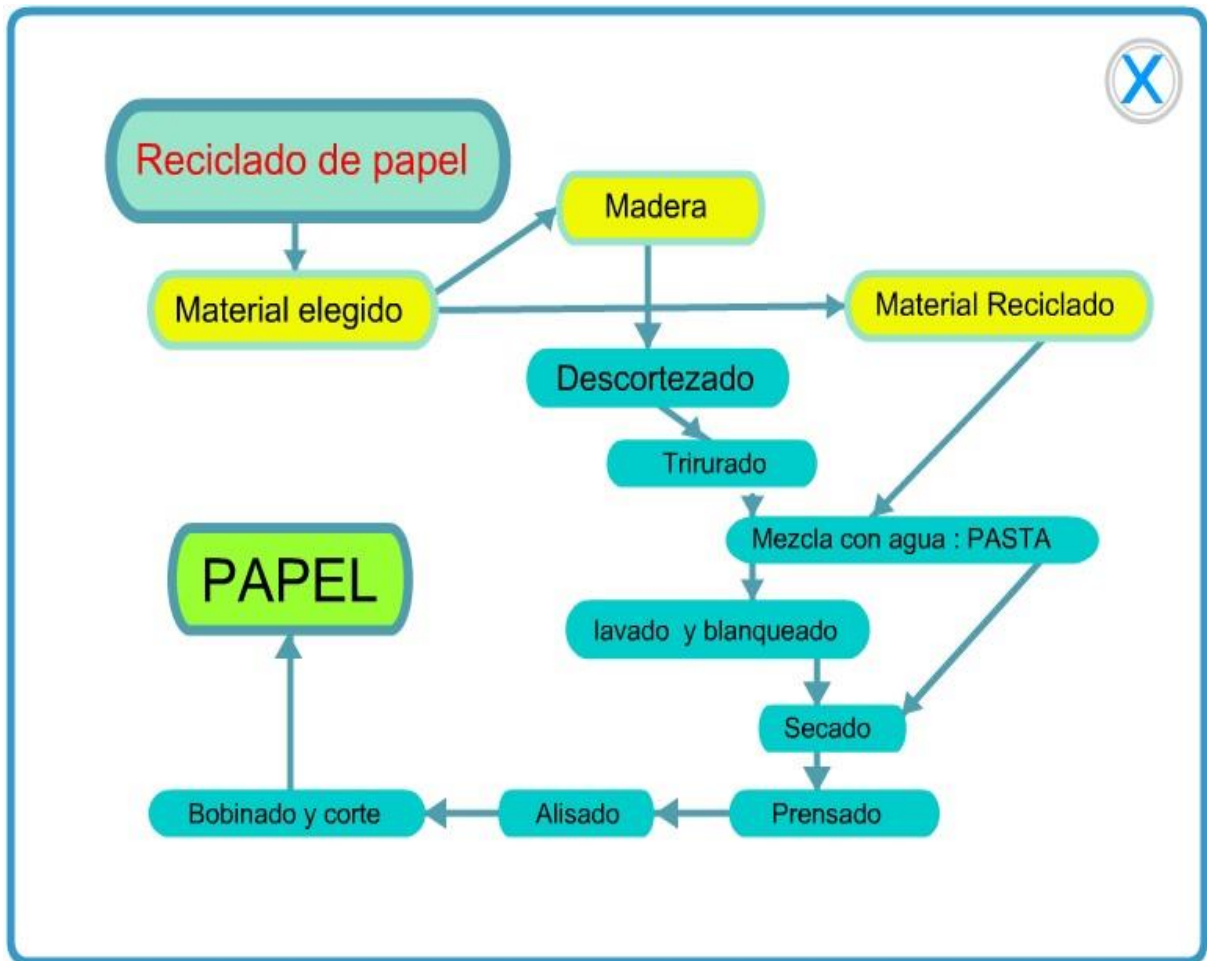 X
Reciclado de papel
Madera
Material elegido
Material Reciclado
Descortezado
Trirurado
Mezcla con agua : PASTA
PAPEL
lavado y blanqueado
Secado
Bobinado y corte
Alisado
Prensado